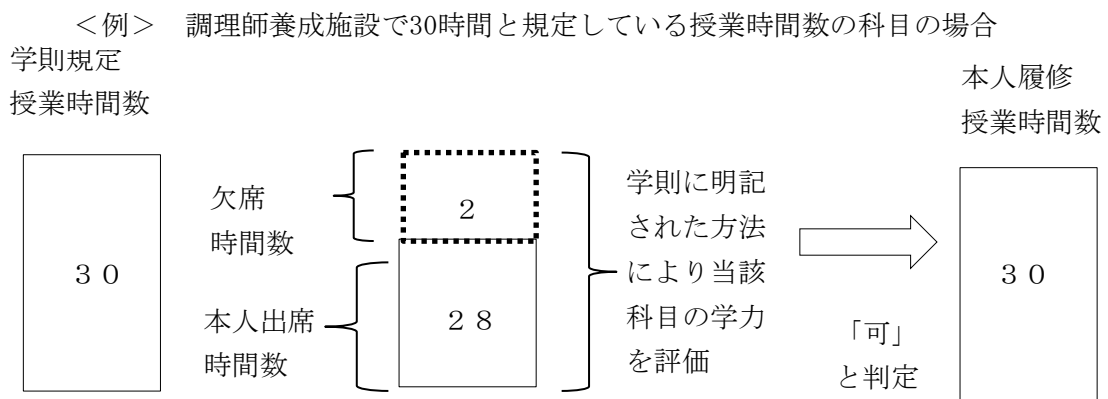 <例> 調理師養成施設で30時間と規定している授業時間数の科目の場合
学則規定
授業時間数
30
欠席
時間数
2
本人出席
時間数
28
学則に明記
された方法
により当該
科目の学力
を評価
「可」
と判定
本人履修
授業時間数
30